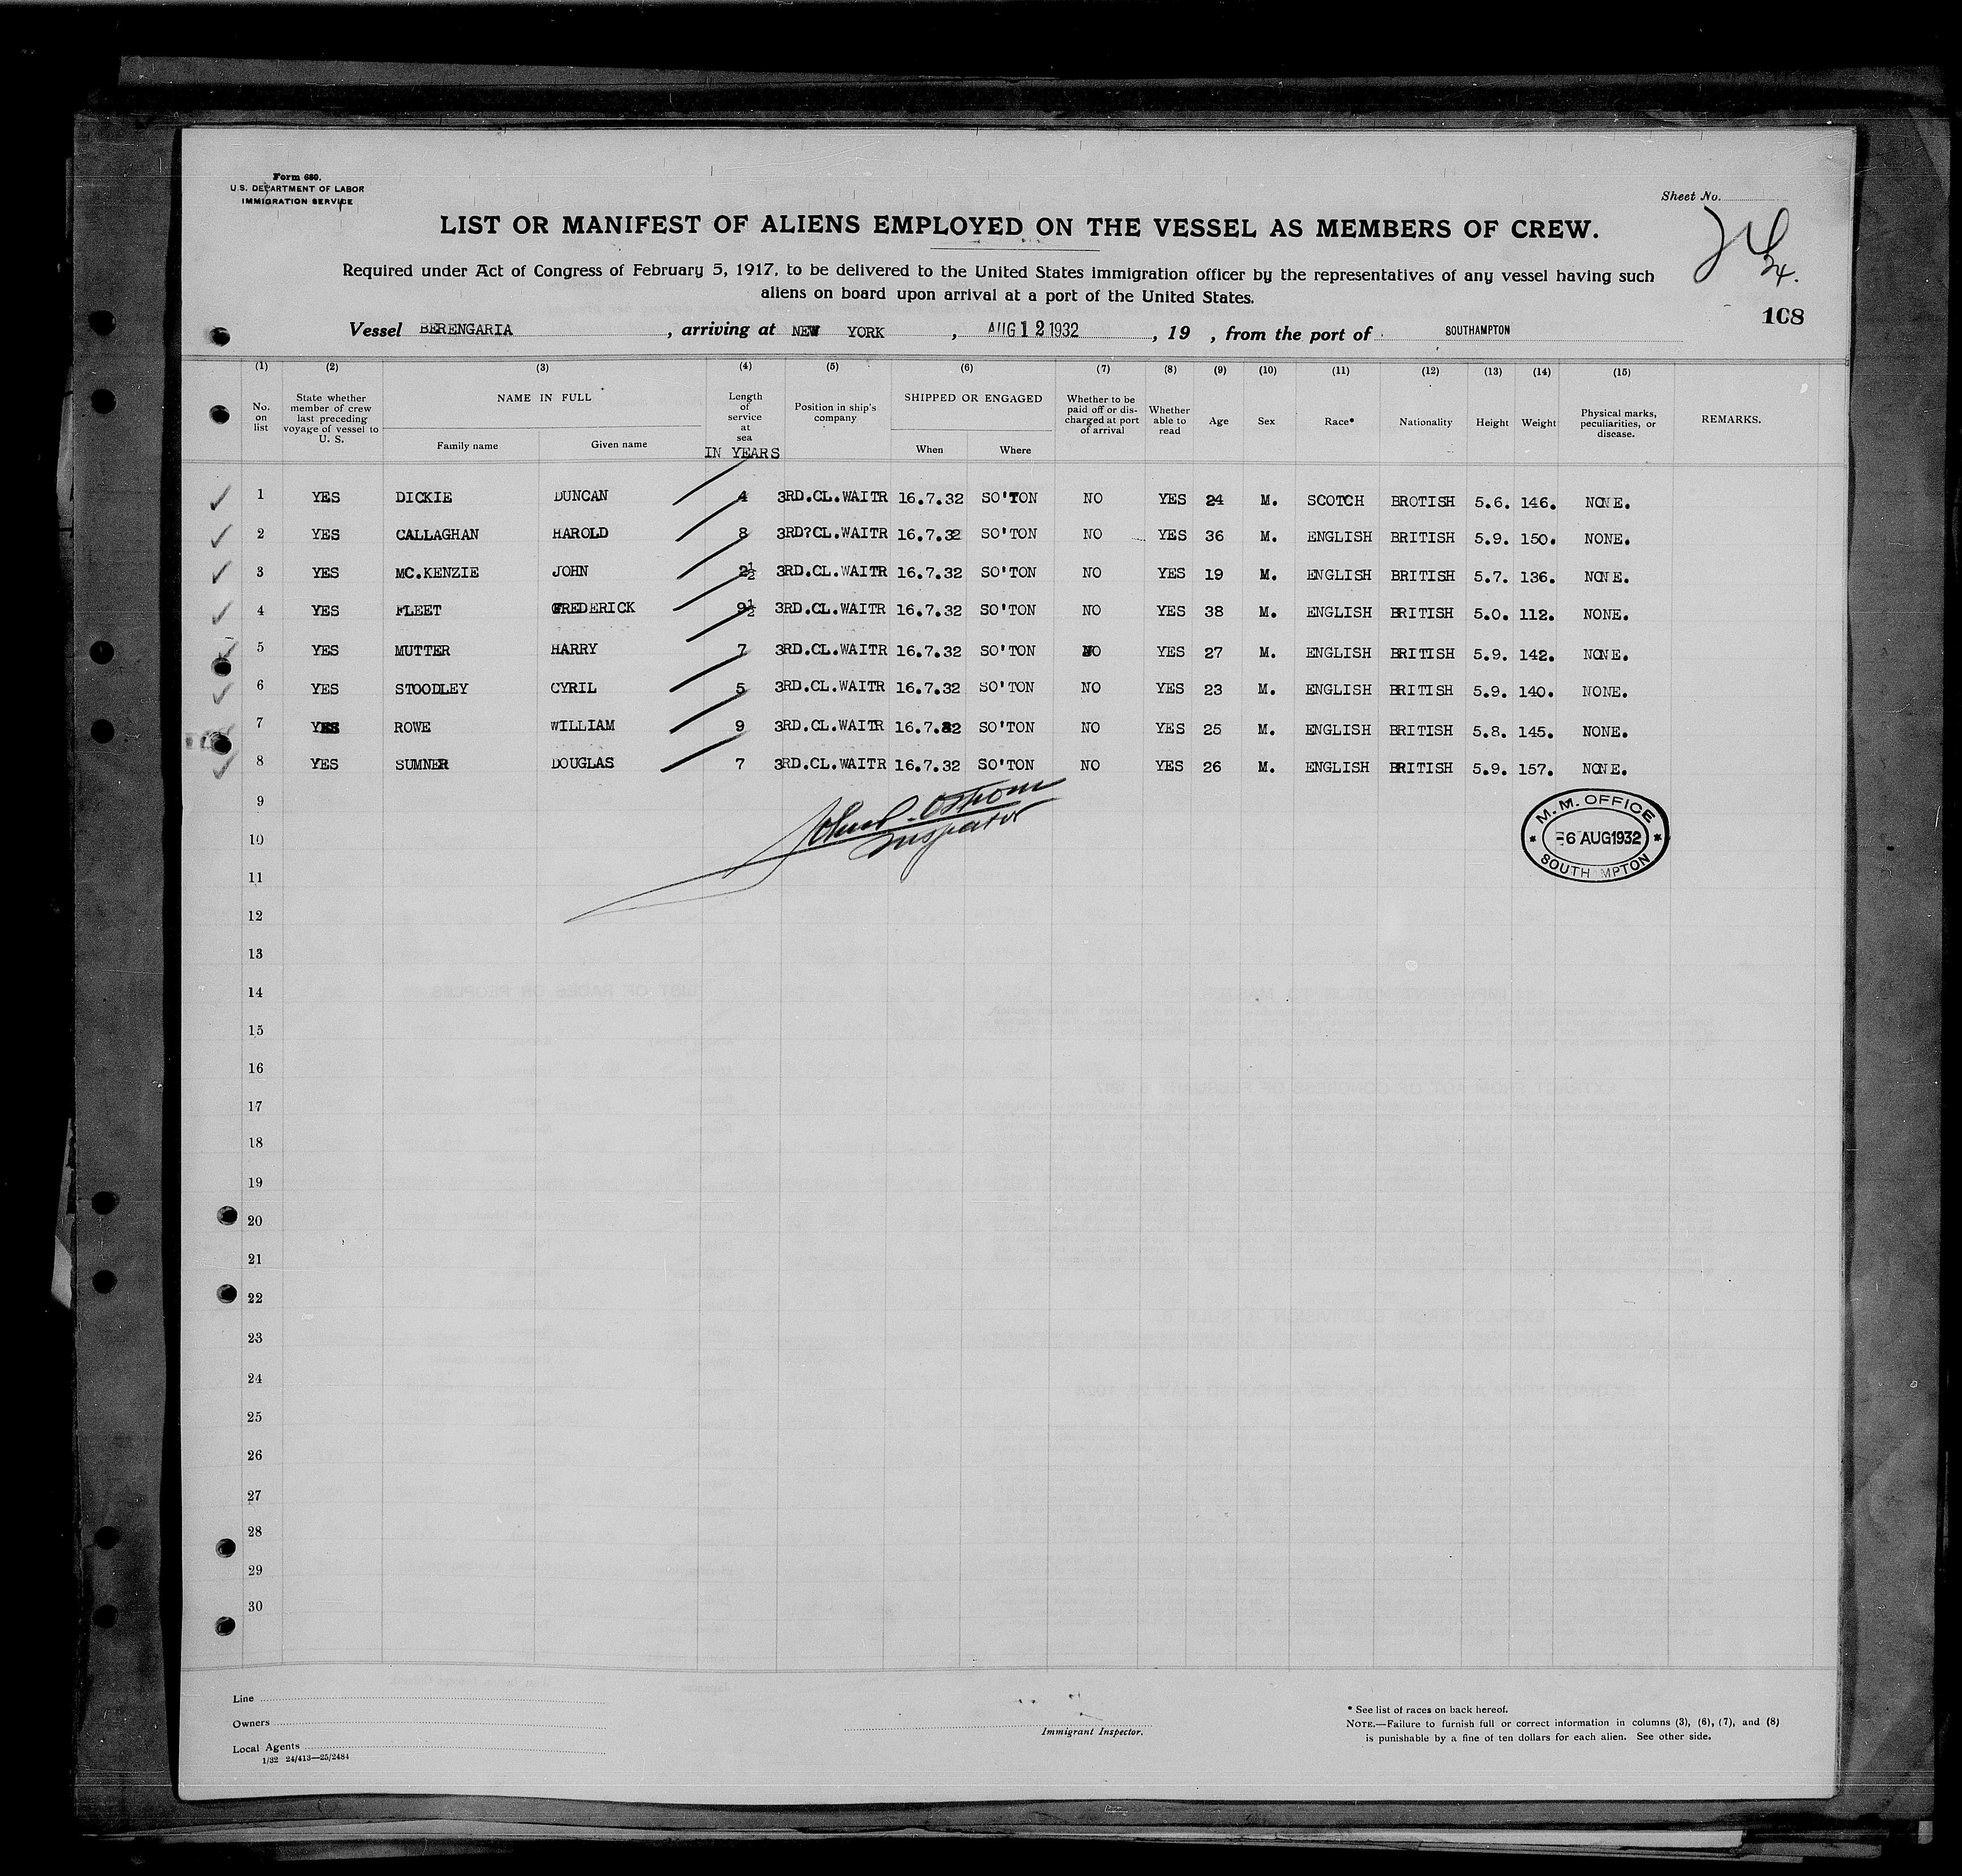 Form 680.
U.S. DEPARTMENT OF LABOR
IMMIGRATION SERVICE
Sheet No.
LIST OR MANIFEST OF ALIENS EMPLOYED ON THE VESSEL AS MEMBERS OF CREW.
24.
Required under Act of Congress of February 5, 1917, to be delivered to the United States immigration officer by the representatives of any vessel having such
aliens on board upon arrival at a port of the United States.
108
Vessel BERENGARIA, arriving at NEW YORK, AUG 12 1932, 19 , from the port of SOUTHAMPTON
(1) (2) (3) (4) (5) (6) (7) (8) (9) (10) (11) (12) (13) (14) (15)
No. on list State whether member of crew last preceding voyage of vessel to U. S. NAME IN FULL Family name Given name Length of service at sea IN YEARS Position in ship's company SHIPPED OR ENGAGED When Where Whether to be paid off or discharged at port of arrival Whether able to read Age Sex Race* Nationality Height Weight Physical marks, peculiarities, or disease. REMARKS.
1 YES DICKIE DUNCAN 4 3RD.CL.WAITR 16.7.32 SO'TON NO YES 24 M. SCOTCH BROTISH 5.6. 146. NONE.
2 YES CALLAGHAN HAROLD 8 3RD?CL.WAITR 16.7.32 SO'TON NO YES 36 M. ENGLISH BRITISH 5.9. 150. NONE.
3 YES MC.KENZIE JOHN 2½ 3RD.CL.WAITR 16.7.32 SO'TON NO YES 19 M. ENGLISH BRITISH 5.7. 136. NONE.
4 YES FLEET FREDERICK 9½ 3RD.CL.WAITR 16.7.32 SO'TON NO YES 38 M. ENGLISH BRITISH 5.0. 112. NONE.
5 YES MUTTER HARRY 7 3RD.CL.WAITR 16.7.32 SO'TON NO YES 27 M. ENGLISH BRITISH 5.9. 142. NONE.
6 YES STOODLEY CYRIL 5 3RD.CL.WAITR 16.7.32 SO'TON NO YES 23 M. ENGLISH BRITISH 5.9. 140. NONE.
7 YES ROWE WILLIAM 9 3RD.CL.WAITR 16.7.32 SO'TON NO YES 25 M. ENGLISH BRITISH 5.8. 145. NONE.
8 YES SUMNER DOUGLAS 7 3RD.CL.WAITR 16.7.32 SO'TON NO YES 26 M. ENGLISH BRITISH 5.9. 157. NONE.
9
Inspector
M.M. OFFICE
6 AUG 1932
SOUTH MPTON
10
11
12
13
14
15
16
17
18
19
20
21
22
23
24
25
26
27
28
29
30
Line
Owners
Local Agents
1/32 24/413—25/2484
Immigrant Inspector.
* See list of races on back hereof.
NOTE.—Failure to furnish full or correct information in columns (3), (6), (7), and (8)
is punishable by a fine of ten dollars for each alien. See other side.